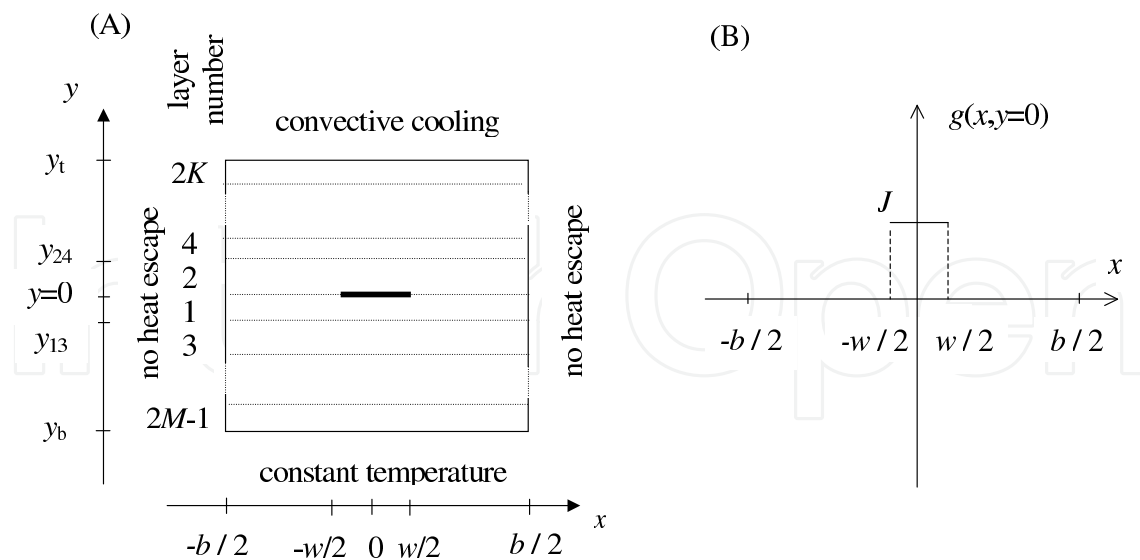 (A)
(B)
layer number
y
convective cooling
g(x,y=0)
y_t
2K
J
no heat escape
no heat escape
4
y_24
2
x
y=0
1
y_13
3
-b / 2
-w / 2
w / 2
b / 2
2M-1
y_b
constant temperature
x
-b / 2
-w/2
0
w/2
b / 2
Open